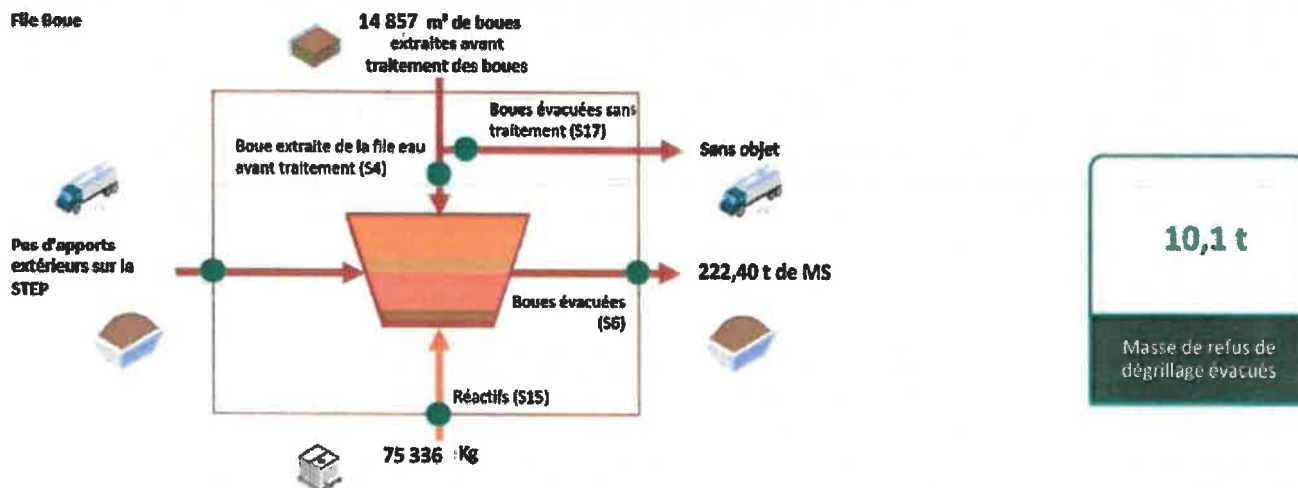 File Boue
14 857 m³ de boues
extraites avant
traitement des boues
Boues évacuées sans
traitement (S17)
Boue extraite de la file eau
avant traitement (S4)
Sans objet
Pas d'apports
extérieurs sur la
STEP
222,40 t de MS
Boues évacuées
(S6)
Réactifs (S15)
75 336 Kg
10,1 t
Masse de refus de
dégrillage évacués